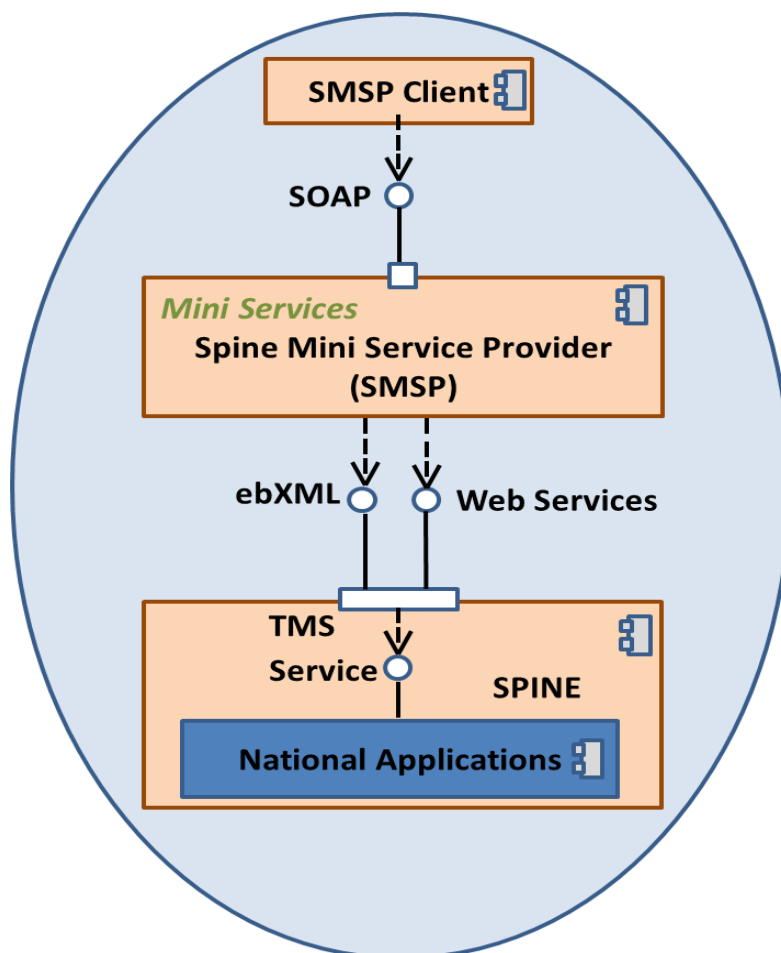 SMSP Client
SOAP
Mini Services
Spine Mini Service Provider
(SMSP)
ebXML
Web Services
TMS
Service
SPINE
National Applications